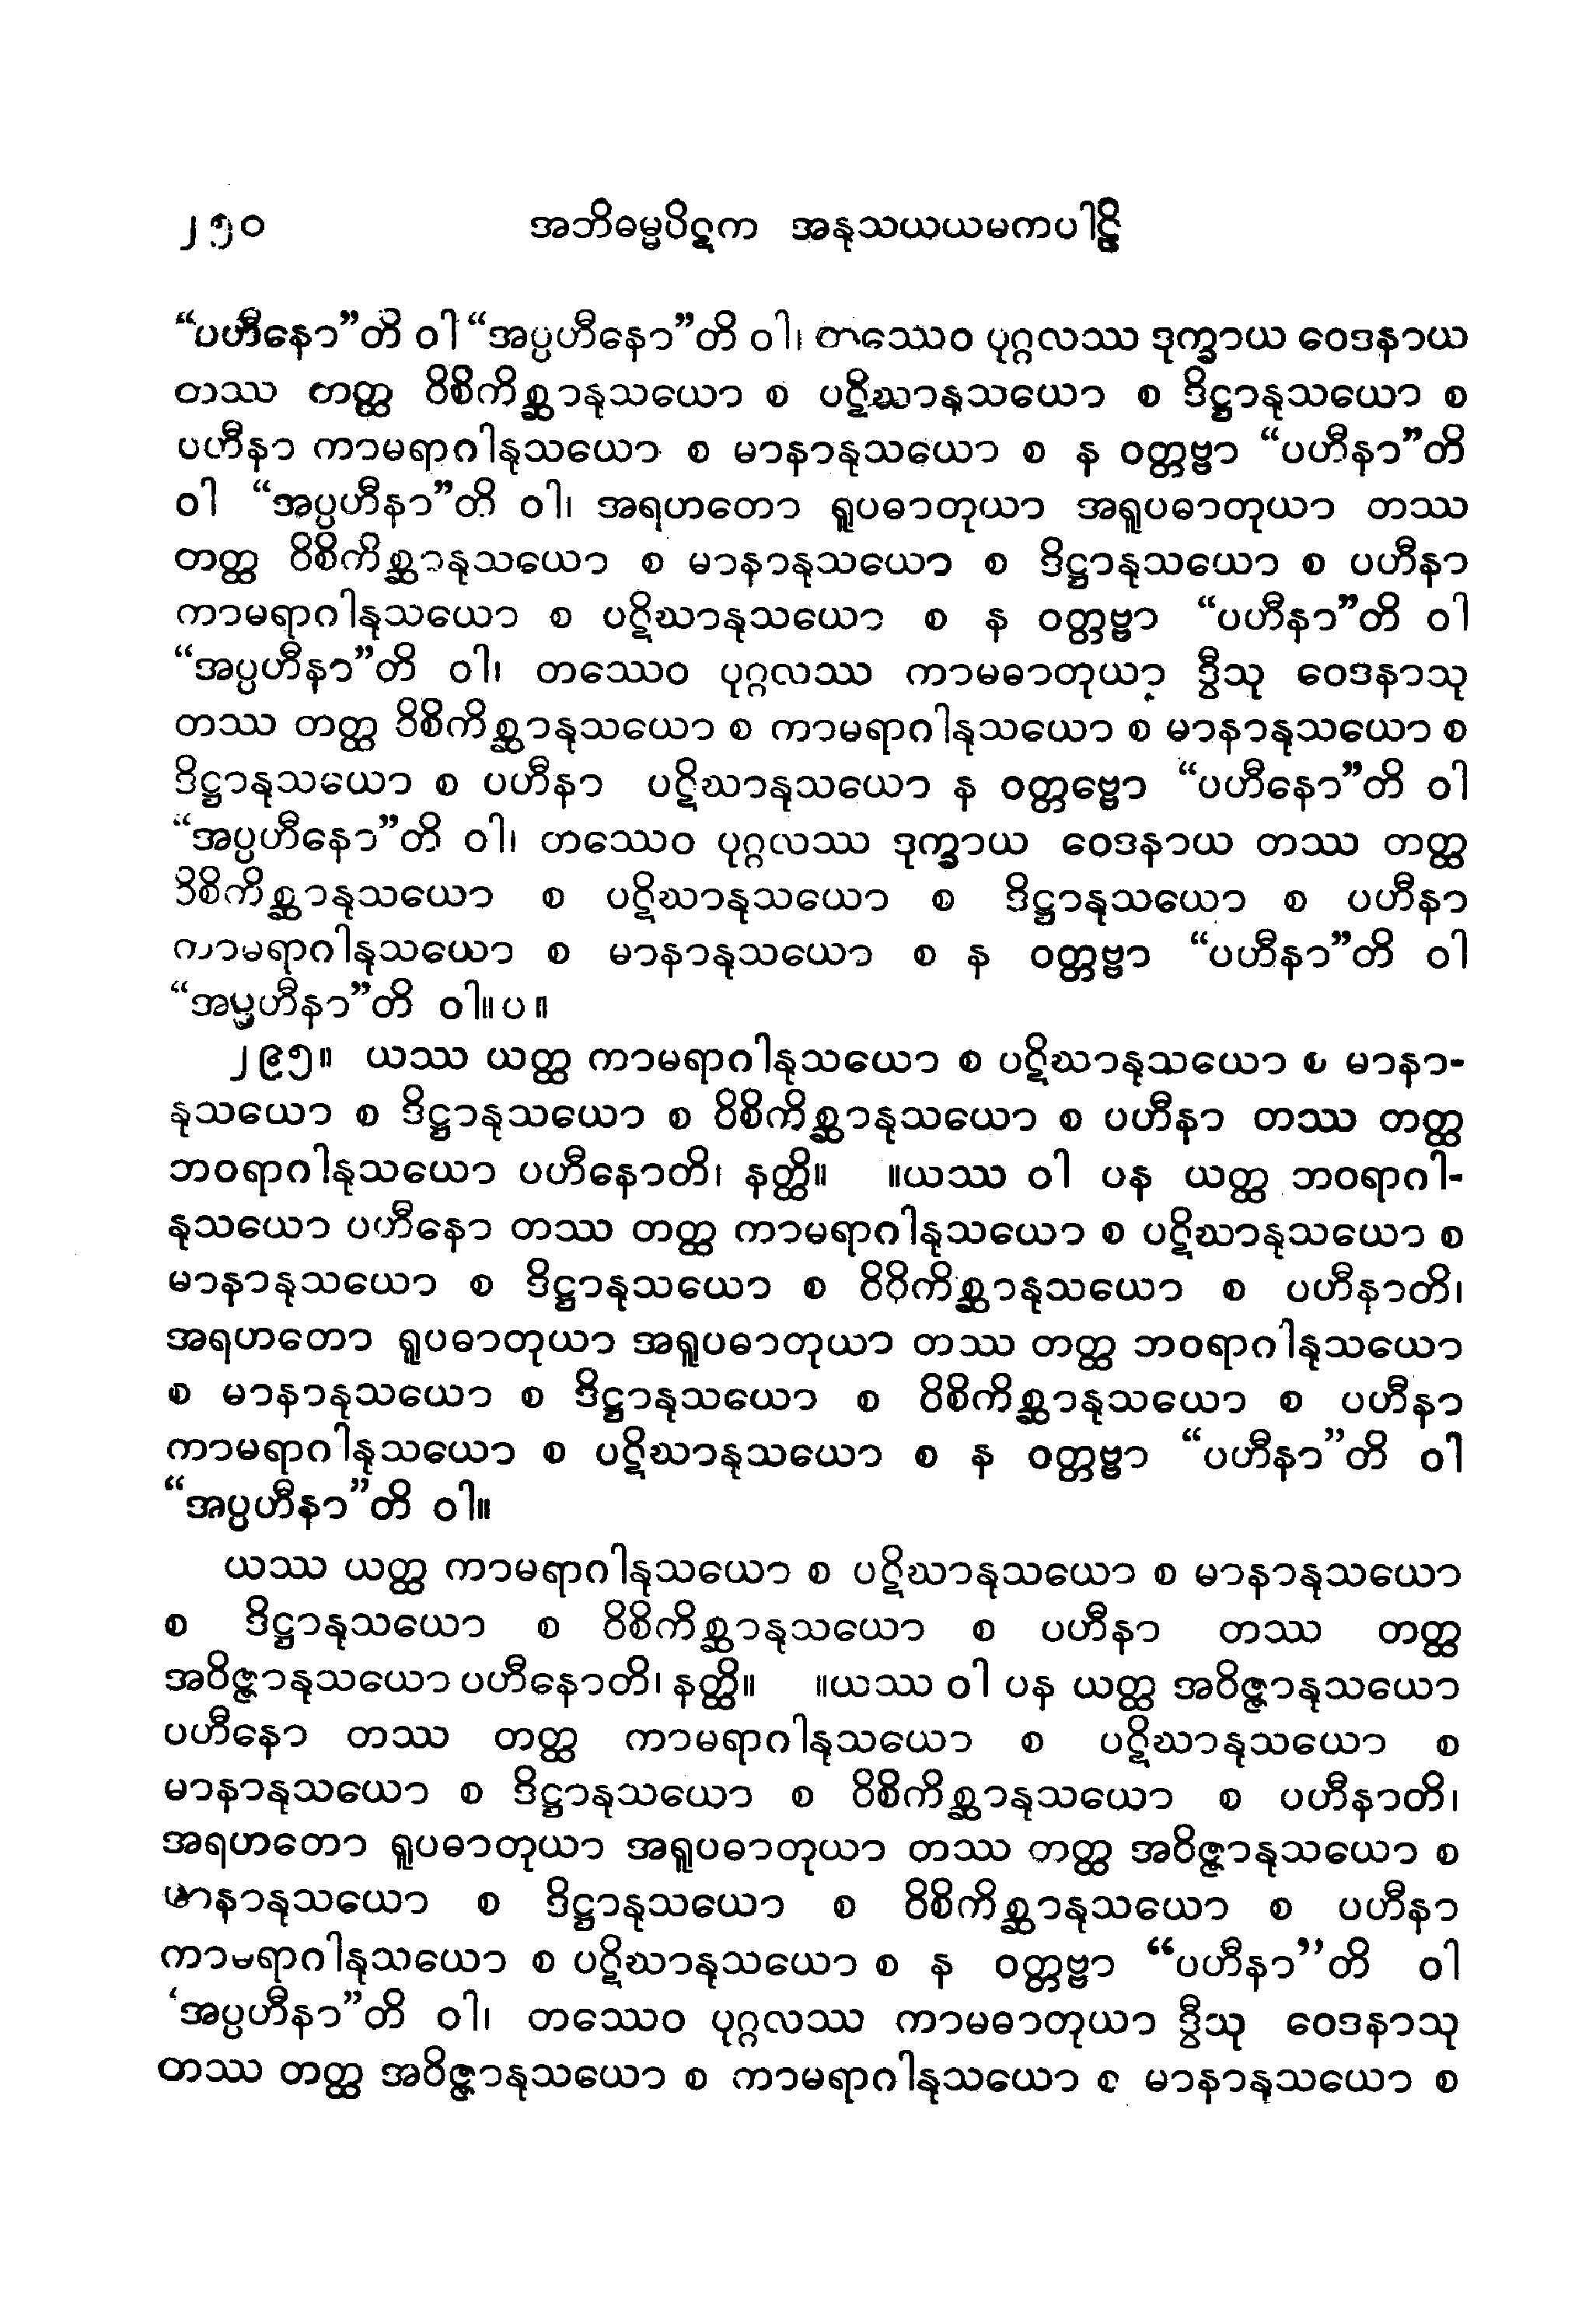 ၂၅၀ အဘိဓမ္မပိဋက အနုသယယမကပါဠိ
“ပဟီနော”တိ ဝါ “အပ္ပဟီနော”တိ ဝါ၊ တဿေဝ ပုဂ္ဂလဿ ဒုက္ခာယ ဝေဒနာယ
တဿ တတ္ထ ဝိစိကိစ္ဆာနုသယော စ ပဋိဃာနုသယော စ ဒိဋ္ဌာနုသယော စ
ပဟီနာ ကာမရာဂါနုသယော စ မာနာနုသယော စ န ဝတ္တဗ္ဗာ “ပဟီနာ”တိ
ဝါ “အပ္ပဟီနာ”တိ ဝါ၊ အရဟတော ရူပဓာတုယာ အရူပဓာတုယာ တဿ
တတ္ထ ဝိစိကိစ္ဆာနုသယော စ မာနာနုသယော စ ဒိဋ္ဌာနုသယော စ ပဟီနာ
ကာမရာဂါနုသယော စ ပဋိဃာနုသယော စ န ဝတ္တဗ္ဗာ “ပဟီနာ”တိ ဝါ
“အပ္ပဟီနာ”တိ ဝါ၊ တဿေဝ ပုဂ္ဂလဿ ကာမဓာတုယာ ဒွီသု ဝေဒနာသု
တဿ တတ္ထ ဝိစိကိစ္ဆာနုသယော စ ကာမရာဂါနုသယော စ မာနာနုသယော စ
ဒိဋ္ဌာနုသယော စ ပဟီနာ ပဋိဃာနုသယော န ဝတ္တဗ္ဗော “ပဟီနော”တိ ဝါ
“အပ္ပဟီနော”တိ ဝါ၊ တဿေဝ ပုဂ္ဂလဿ ဒုက္ခာယ ဝေဒနာယ တဿ တတ္ထ
ဝိစိကိစ္ဆာနုသယော စ ပဋိဃာနုသယော စ ဒိဋ္ဌာနုသယော စ ပဟီနာ
ကာမရာဂါနုသယော စ မာနာနုသယော စ န ဝတ္တဗ္ဗာ “ပဟီနာ”တိ ဝါ
“အပ္ပဟီနာ”တိ ဝါ။ ပ ။
၂၉၅။ ယဿ ယတ္ထ ကာမရာဂါနုသယော စ ပဋိဃာနုသယော စ မာနာ-
နုသယော စ ဒိဋ္ဌာနုသယော စ ဝိစိကိစ္ဆာနုသယော စ ပဟီနာ တဿ တတ္ထ
ဘဝရာဂါနုသယော ပဟီနောတိ၊ နတ္ထိ။ ။ယဿ ဝါ ပန ယတ္ထ ဘဝရာဂါ-
နုသယော ပဟီနော တဿ တတ္ထ ကာမရာဂါနုသယော စ ပဋိဃာနုသယော စ
မာနာနုသယော စ ဒိဋ္ဌာနုသယော စ ဝိဝိကိစ္ဆာနုသယော စ ပဟီနာတိ၊
အရဟတော ရူပဓာတုယာ အရူပဓာတုယာ တဿ တတ္ထ ဘဝရာဂါနုသယော
စ မာနာနုသယော စ ဒိဋ္ဌာနုသယော စ ဝိစိကိစ္ဆာနုသယော စ ပဟီနာ
ကာမရာဂါနုသယော စ ပဋိဃာနုသယော စ န ဝတ္တဗ္ဗာ “ပဟီနာ”တိ ဝါ
“အပ္ပဟီနာ”တိ ဝါ။
ယဿ ယတ္ထ ကာမရာဂါနုသယော စ ပဋိဃာနုသယော စ မာနာနုသယော
စ ဒိဋ္ဌာနုသယော စ ဝိစိကိစ္ဆာနုသယော စ ပဟီနာ တဿ တတ္ထ
အဝိဇ္ဇာနုသယော ပဟီနောတိ၊ နတ္ထိ။ ။ယဿ ဝါ ပန ယတ္ထ အဝိဇ္ဇာနုသယော
ပဟီနော တဿ တတ္ထ ကာမရာဂါနုသယော စ ပဋိဃာနုသယော စ
မာနာနုသယော စ ဒိဋ္ဌာနုသယော စ ဝိစိကိစ္ဆာနုသယော စ ပဟီနာတိ၊
အရဟတော ရူပဓာတုယာ အရူပဓာတုယာ တဿ တတ္ထ အဝိဇ္ဇာနုသယော စ
မာနာနုသယော စ ဒိဋ္ဌာနုသယော စ ဝိစိကိစ္ဆာနုသယော စ ပဟီနာ
ကာမရာဂါနုသယော စ ပဋိဃာနုသယော စ န ဝတ္တဗ္ဗာ “ပဟီနာ”တိ ဝါ
‘အပ္ပဟီနာ”တိ ဝါ၊ တဿေဝ ပုဂ္ဂလဿ ကာမဓာတုယာ ဒွီသု ဝေဒနာသု
တဿ တတ္ထ အဝိဇ္ဇာနုသယော စ ကာမရာဂါနုသယော စ မာနာနုသယော စ